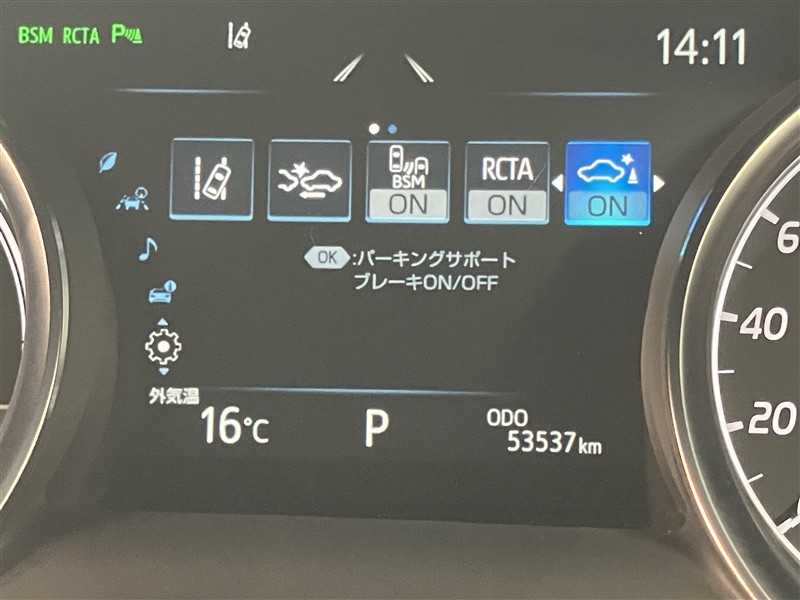 BSM RCTA P
14:11
BSM
ON
RCTA
ON
ON
OK :パーキングサポート
ブレーキON/OFF
外気温
16℃
P
ODO
53537km
60
40
20